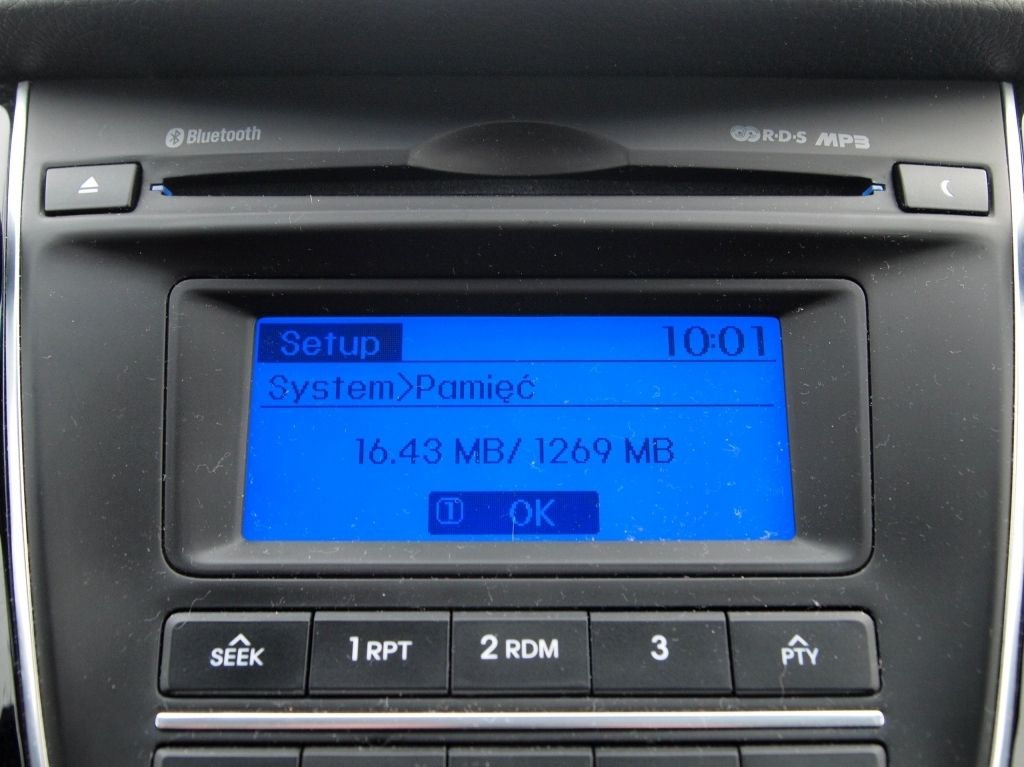 Bluetooth
R·D·S MP3
Setup 10:01
System>Pamięć
16.43 MB/ 1269 MB
1 OK
SEEK 1 RPT 2 RDM 3 PTY